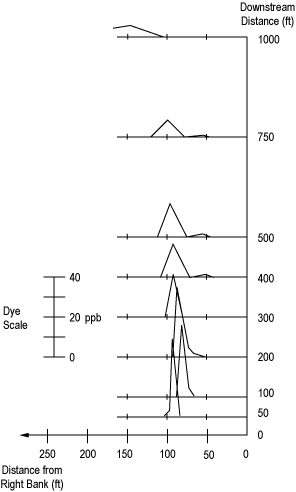 Downstream
Distance (ft)
1000
750
500
40
400
Dye
Scale
20 ppb
300
0
200
100
50
0
250
200
150
100
50
0
Distance from
Right Bank (ft)